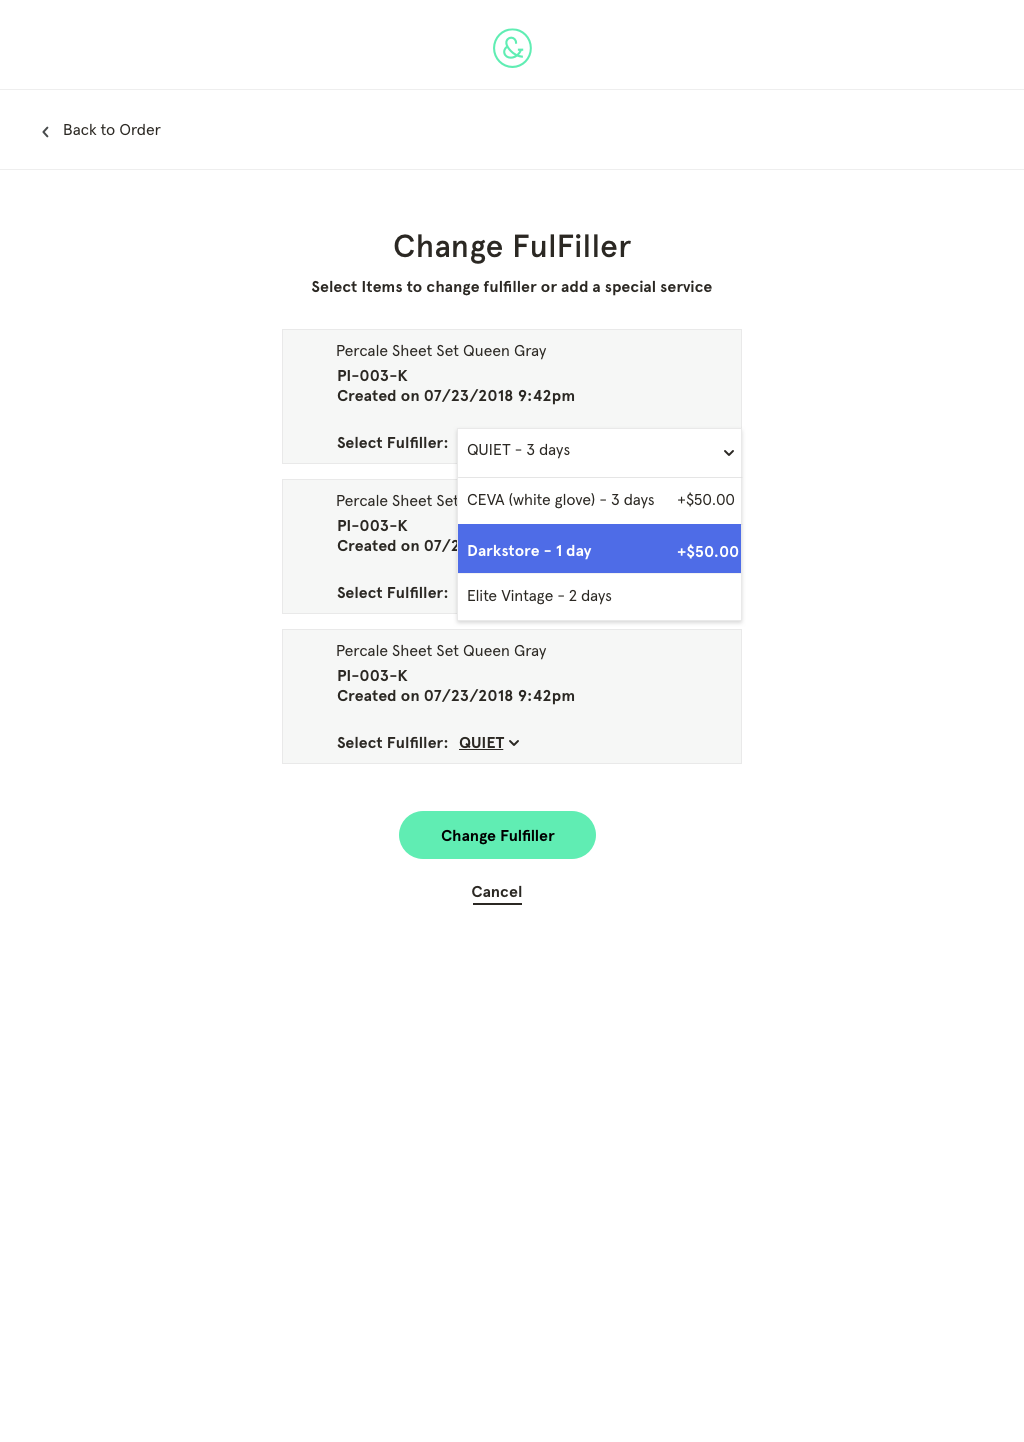 &
Back to Order
Change FulFiller
Select Items to change fulfiller or add a special service
Percale Sheet Set Queen Gray
PI-003-K
Created on 07/23/2018 9:42pm
Select Fulfiller:
QUIET - 3 days
CEVA (white glove) - 3 days +$50.00
Darkstore - 1 day +$50.00
Elite Vintage - 2 days
Percale Sheet Set
PI-003-K
Created on 07/2
Select Fulfiller:
Percale Sheet Set Queen Gray
PI-003-K
Created on 07/23/2018 9:42pm
Select Fulfiller: QUIET
Change Fulfiller
Cancel